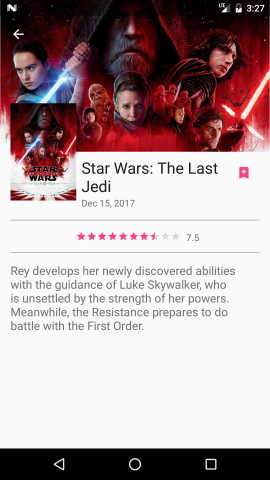 LTE 3:27
STAR
WARS
Star Wars: The Last
Jedi
Dec 15, 2017
7.5
Rey develops her newly discovered abilities
with the guidance of Luke Skywalker, who
is unsettled by the strength of her powers.
Meanwhile, the Resistance prepares to do
battle with the First Order.